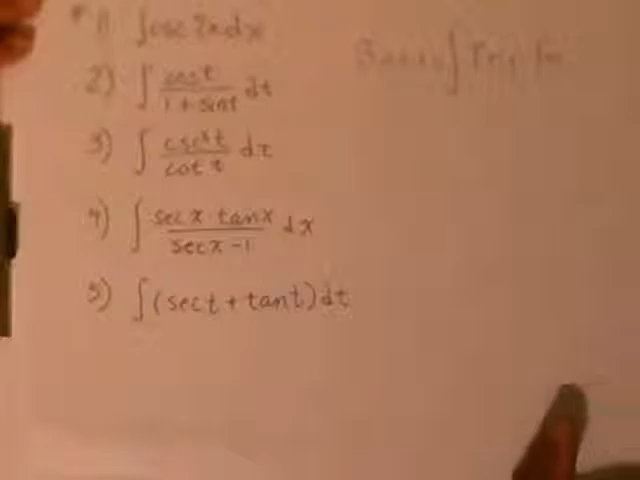 1) ∫csc 2x dx
2) ∫ cos t / 1 + sin t dt
3) ∫ csc² t / cot t dt
4) ∫ sec x tan x / sec x - 1 dx
5) ∫(sec t + tan t) dt